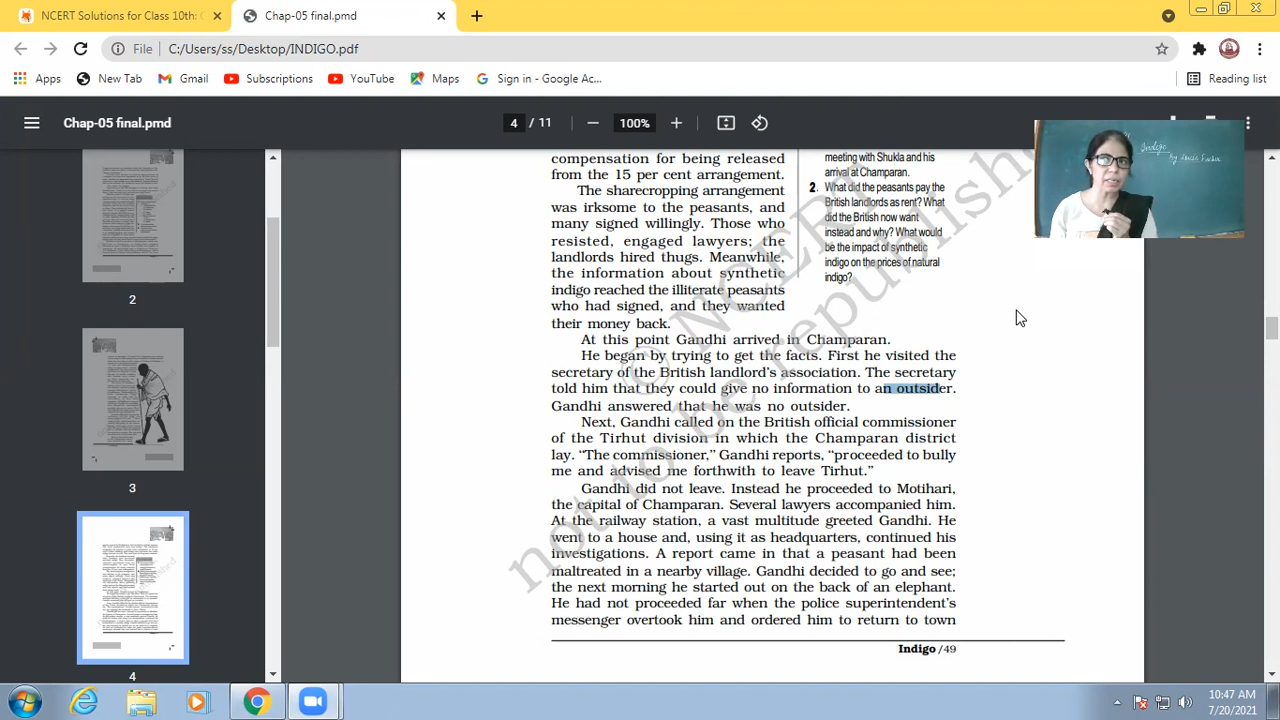 NCERT Solutions for Class 10th:
Chap-05 final.pmd
File
C:/Users/ss/Desktop/INDIGO.pdf
Apps
New Tab
Gmail
Subscriptions
YouTube
Maps
Sign in - Google Ac...
Reading list
Chap-05 final.pmd
4 / 11
100%
2
3
4
compensation for being released
from the 15 per cent arrangement.
The sharecropping arrangement
was irksome to the peasants, and
many signed willingly. Those who
resisted, engaged lawyers; the
landlords hired thugs. Meanwhile,
the information about synthetic
indigo reached the illiterate peasants
who had signed, and they wanted
their money back.
meeting with Shukla and his
arrival at Champaran.
2. What did the peasants pay the
British landlords as rent? What
did the British now want
instead and why? What would
be the impact of synthetic
indigo on the prices of natural
indigo?
At this point Gandhi arrived in Champaran.
He began by trying to get the facts. First he visited the
secretary of the British landlord's association. The secretary
told him that they could give no information to an outsider.
Gandhi answered that he was no outsider.
Next, Gandhi called on the British official commissioner
of the Tirhut division in which the Champaran district
lay. “The commissioner,” Gandhi reports, “proceeded to bully
me and advised me forthwith to leave Tirhut.”
Gandhi did not leave. Instead he proceeded to Motihari,
the capital of Champaran. Several lawyers accompanied him.
At the railway station, a vast multitude greeted Gandhi. He
went to a house and, using it as headquarters, continued his
investigations. A report came in that a peasant had been
maltreated in a nearby village. Gandhi decided to go and see;
the next morning he started out on the back of an elephant.
He had not proceeded far when the police superintendent's
messenger overtook him and ordered him to return to town
Indigo /49
© NCERT
not to be republish
Indigo
By
10:47 AM
7/20/2021